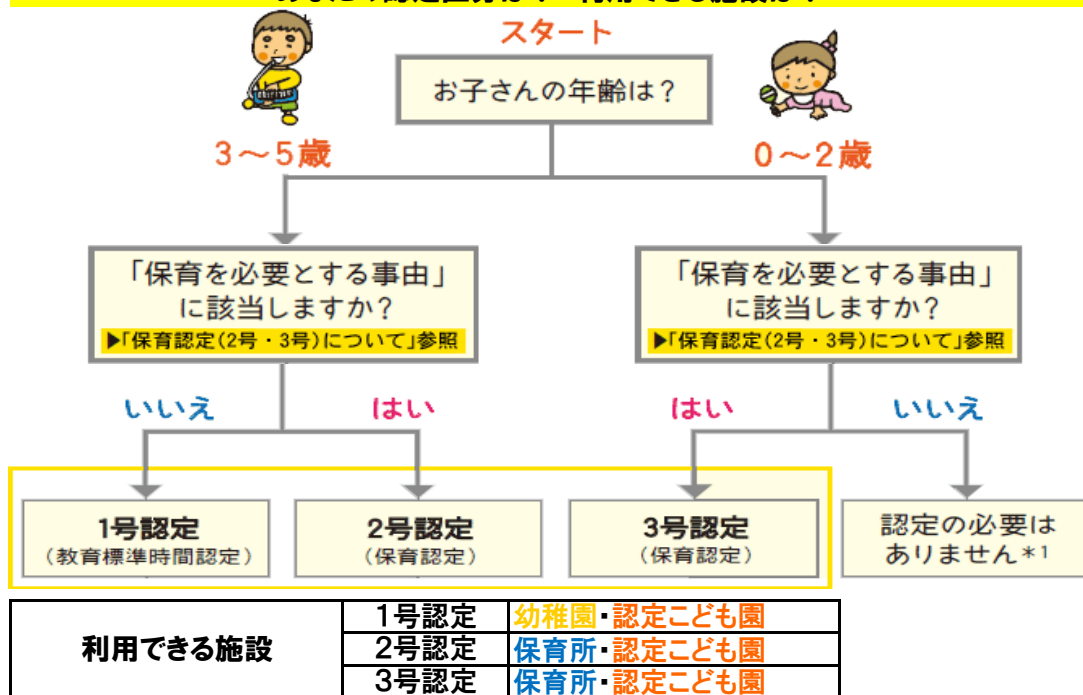 スタート
お子さんの年齢は？
3～5歳
0～2歳
「保育を必要とする事由」
に該当しますか？
▶「保育認定(2号・3号)について」参照
「保育を必要とする事由」
に該当しますか？
▶「保育認定(2号・3号)について」参照
いいえ
はい
はい
いいえ
1号認定
（教育標準時間認定）
2号認定
（保育認定）
3号認定
（保育認定）
認定の必要は
ありません*1
利用できる施設
1号認定 幼稚園・認定こども園
2号認定 保育所・認定こども園
3号認定 保育所・認定こども園